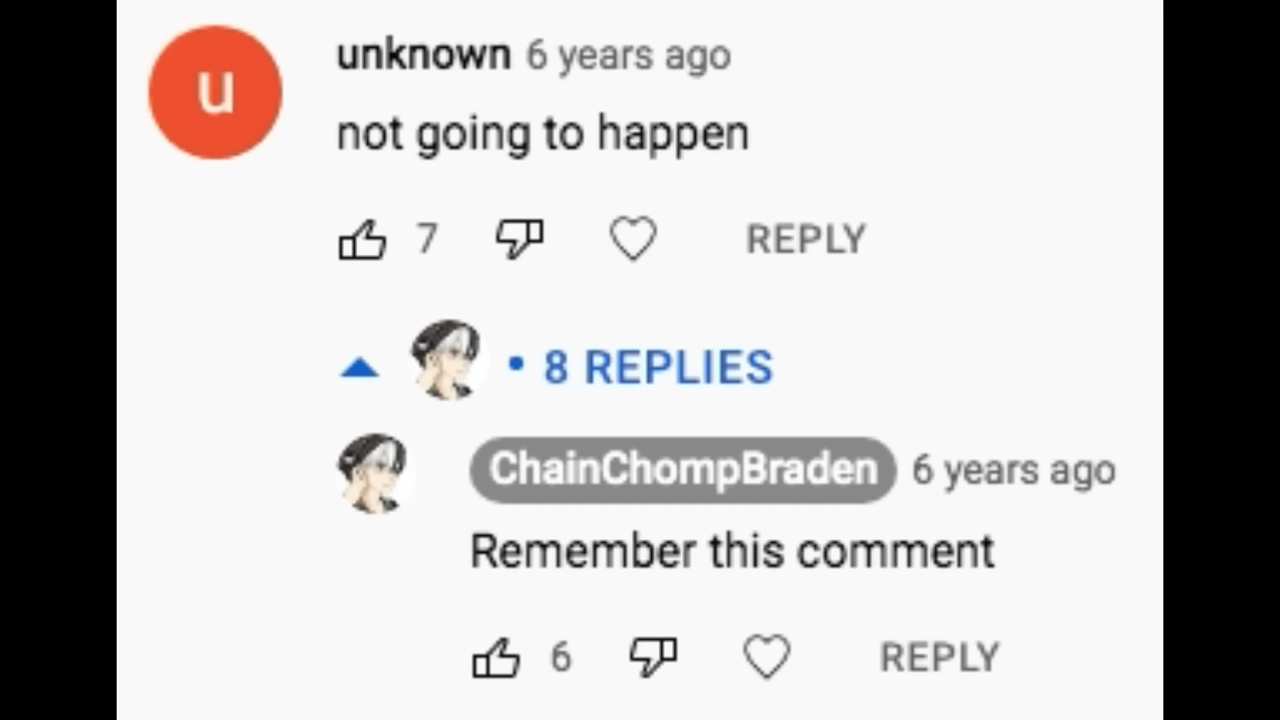 u
unknown 6 years ago
not going to happen
7 REPLY
• 8 REPLIES
ChainChompBraden 6 years ago
Remember this comment
6 REPLY